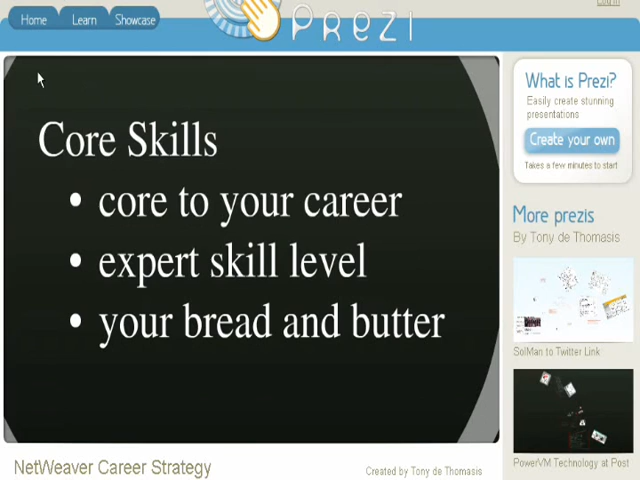 Home Learn Showcase
PREZI
Log in
Core Skills
• core to your career
• expert skill level
• your bread and butter
What is Prezi?
Easily create stunning
presentations
Create your own
Takes a few minutes to start
More prezis
By Tony de Thomasis
SolMan to Twitter Link
PowerVM Technology at Post
NetWeaver Career Strategy
Created by Tony de Thomasis